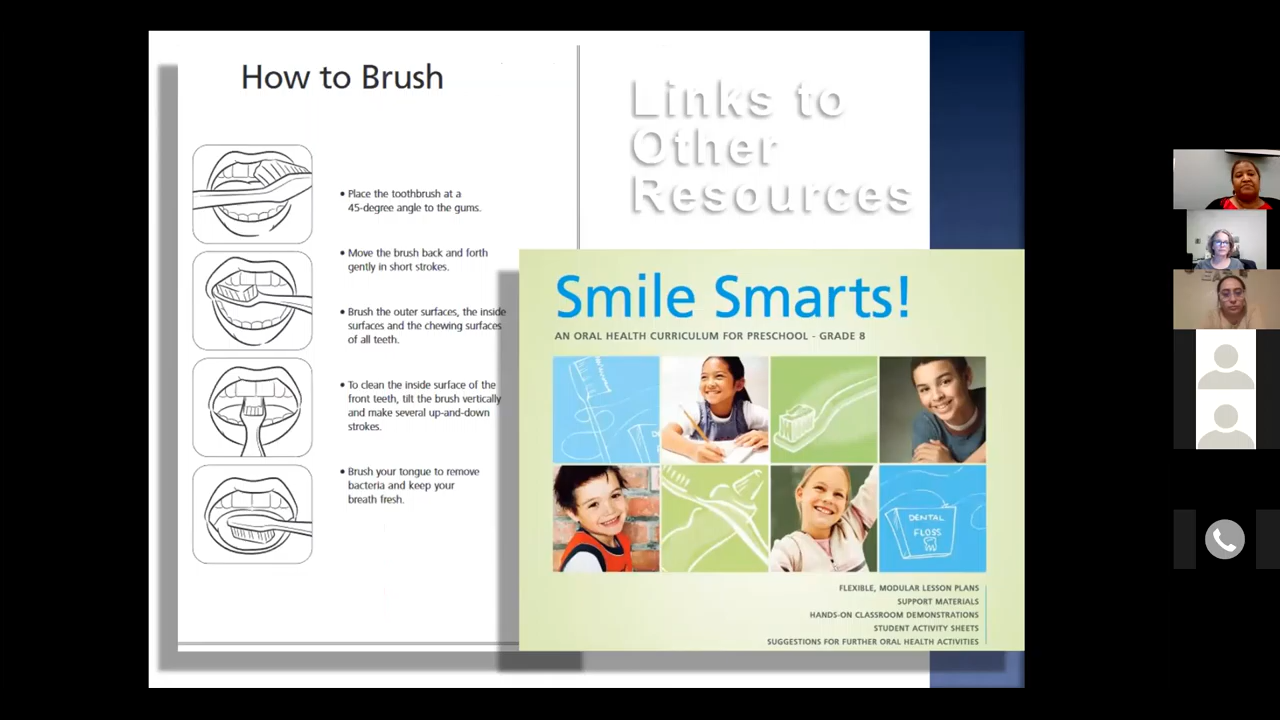 How to Brush
• Place the toothbrush at a
45-degree angle to the gums.
• Move the brush back and forth
gently in short strokes.
• Brush the outer surfaces, the inside
surfaces and the chewing surfaces
of all teeth.
• To clean the inside surface of the
front teeth, tilt the brush vertically
and make several up-and-down
strokes.
• Brush your tongue to remove
bacteria and keep your
breath fresh.
Links to
Other
Resources
Smile Smarts!
AN ORAL HEALTH CURRICULUM FOR PRESCHOOL - GRADE 8
DENTAL
FLOSS
FLEXIBLE, MODULAR LESSON PLANS
SUPPORT MATERIALS
HANDS-ON CLASSROOM DEMONSTRATIONS
STUDENT ACTIVITY SHEETS
SUGGESTIONS FOR FURTHER ORAL HEALTH ACTIVITIES